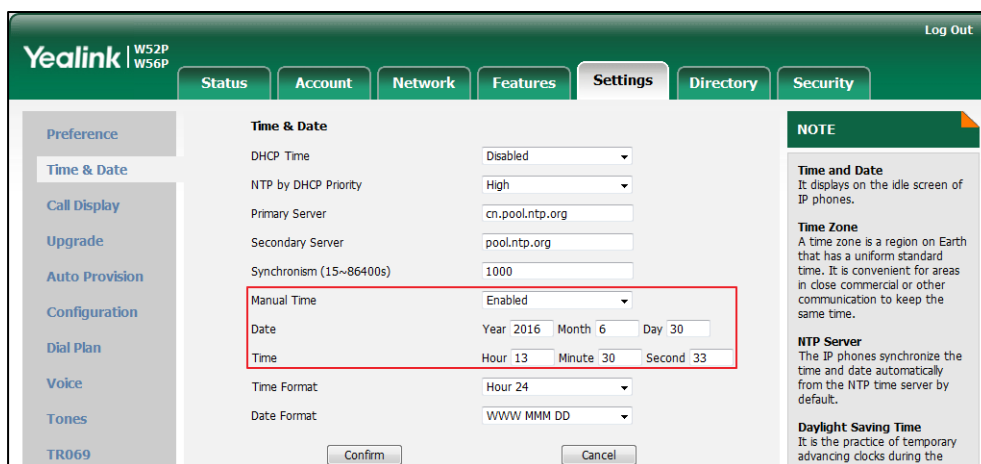 Log Out
Yealink W52P
W56P
Status Account Network Features Settings Directory Security
Preference
Time & Date
Call Display
Upgrade
Auto Provision
Configuration
Dial Plan
Voice
Tones
TR069
Time & Date
DHCP Time Disabled
NTP by DHCP Priority High
Primary Server cn.pool.ntp.org
Secondary Server pool.ntp.org
Synchronism (15~86400s) 1000
Manual Time Enabled
Date Year 2016 Month 6 Day 30
Time Hour 13 Minute 30 Second 33
Time Format Hour 24
Date Format WWW MMM DD
Confirm Cancel
NOTE
Time and Date
It displays on the idle screen of
IP phones.
Time Zone
A time zone is a region on Earth
that has a uniform standard
time. It is convenient for areas
in close commercial or other
communication to keep the
same time.
NTP Server
The IP phones synchronize the
time and date automatically
from the NTP time server by
default.
Daylight Saving Time
It is the practice of temporary
advancing clocks during the